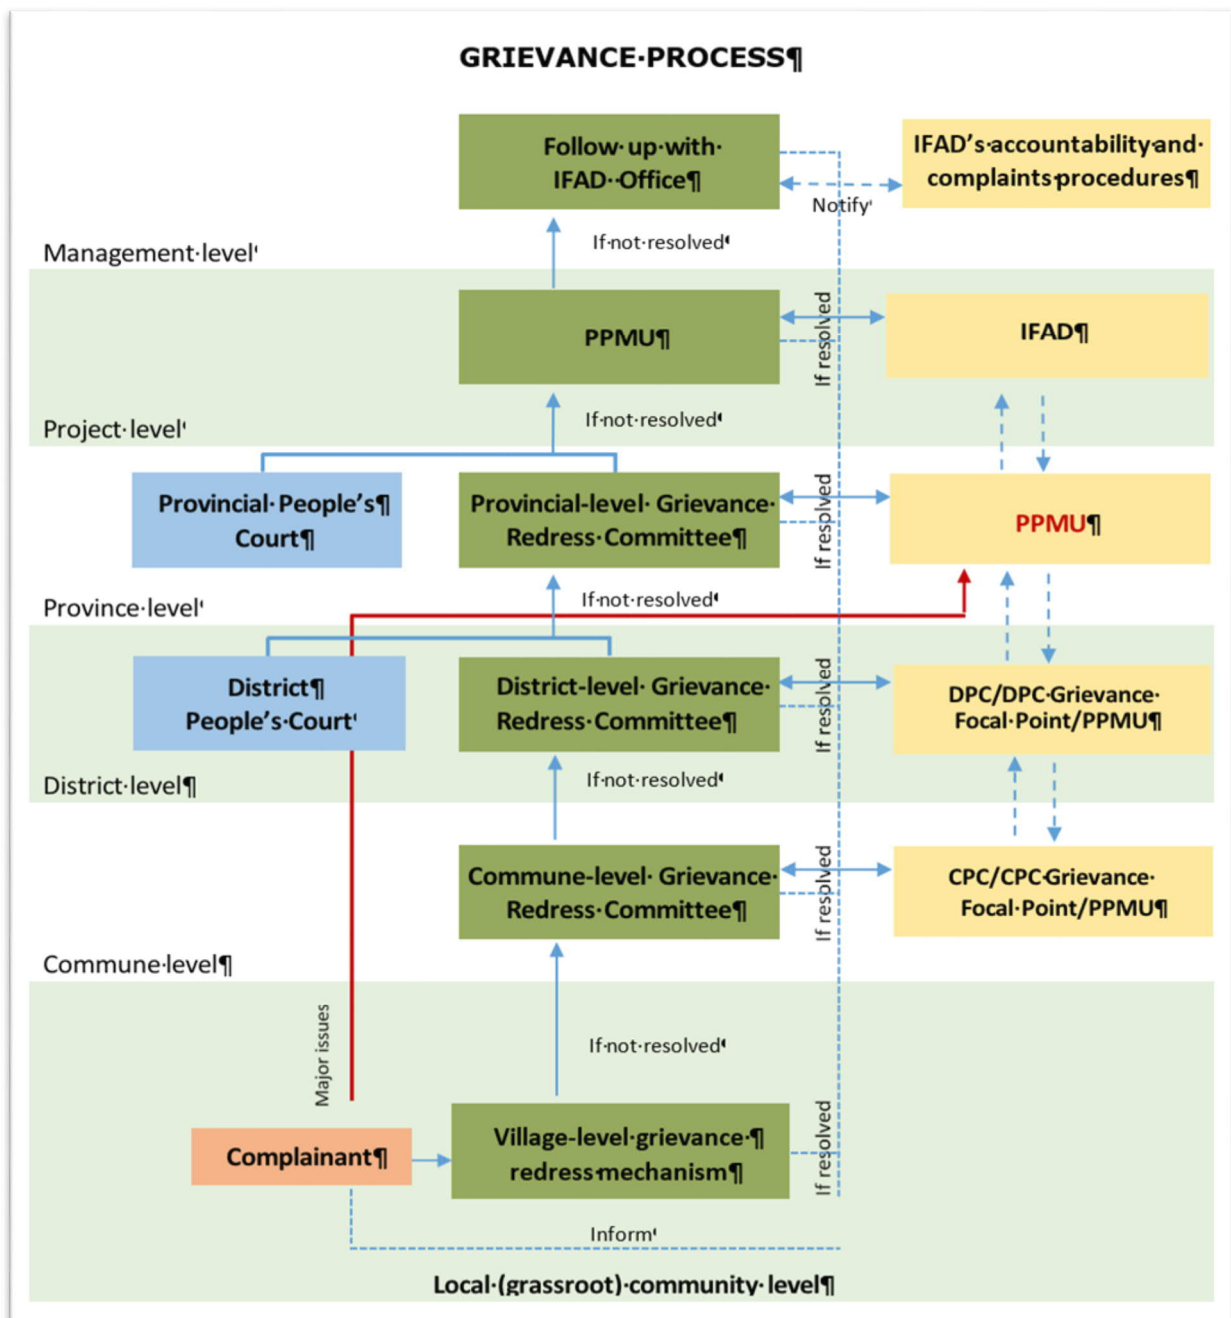 GRIEVANCE·PROCESS¶
Follow·up·with·
IFAD··Office¶
IFAD's·accountability·and·
complaints·procedures¶
Notify
If·not·resolved
Management·level
PPMU¶
If resolved
IFAD¶
If·not·resolved
Project·level
Provincial·People's¶
Court¶
Provincial-level·Grievance·
Redress·Committee¶
If resolved
PPMU¶
If·not·resolved
Province·level
District¶
People's·Court
District-level·Grievance·
Redress·Committee¶
If resolved
DPC/DPC·Grievance·
Focal·Point/PPMU¶
If·not·resolved
District·level¶
Commune-level·Grievance·
Redress·Committee¶
If resolved
CPC/CPC·Grievance·
Focal·Point/PPMU¶
Commune·level¶
Major issues
If·not·resolved
Complainant¶
Village-level·grievance·¶
redress·mechanism¶
If resolved
Inform
Local·(grassroot)·community·level¶